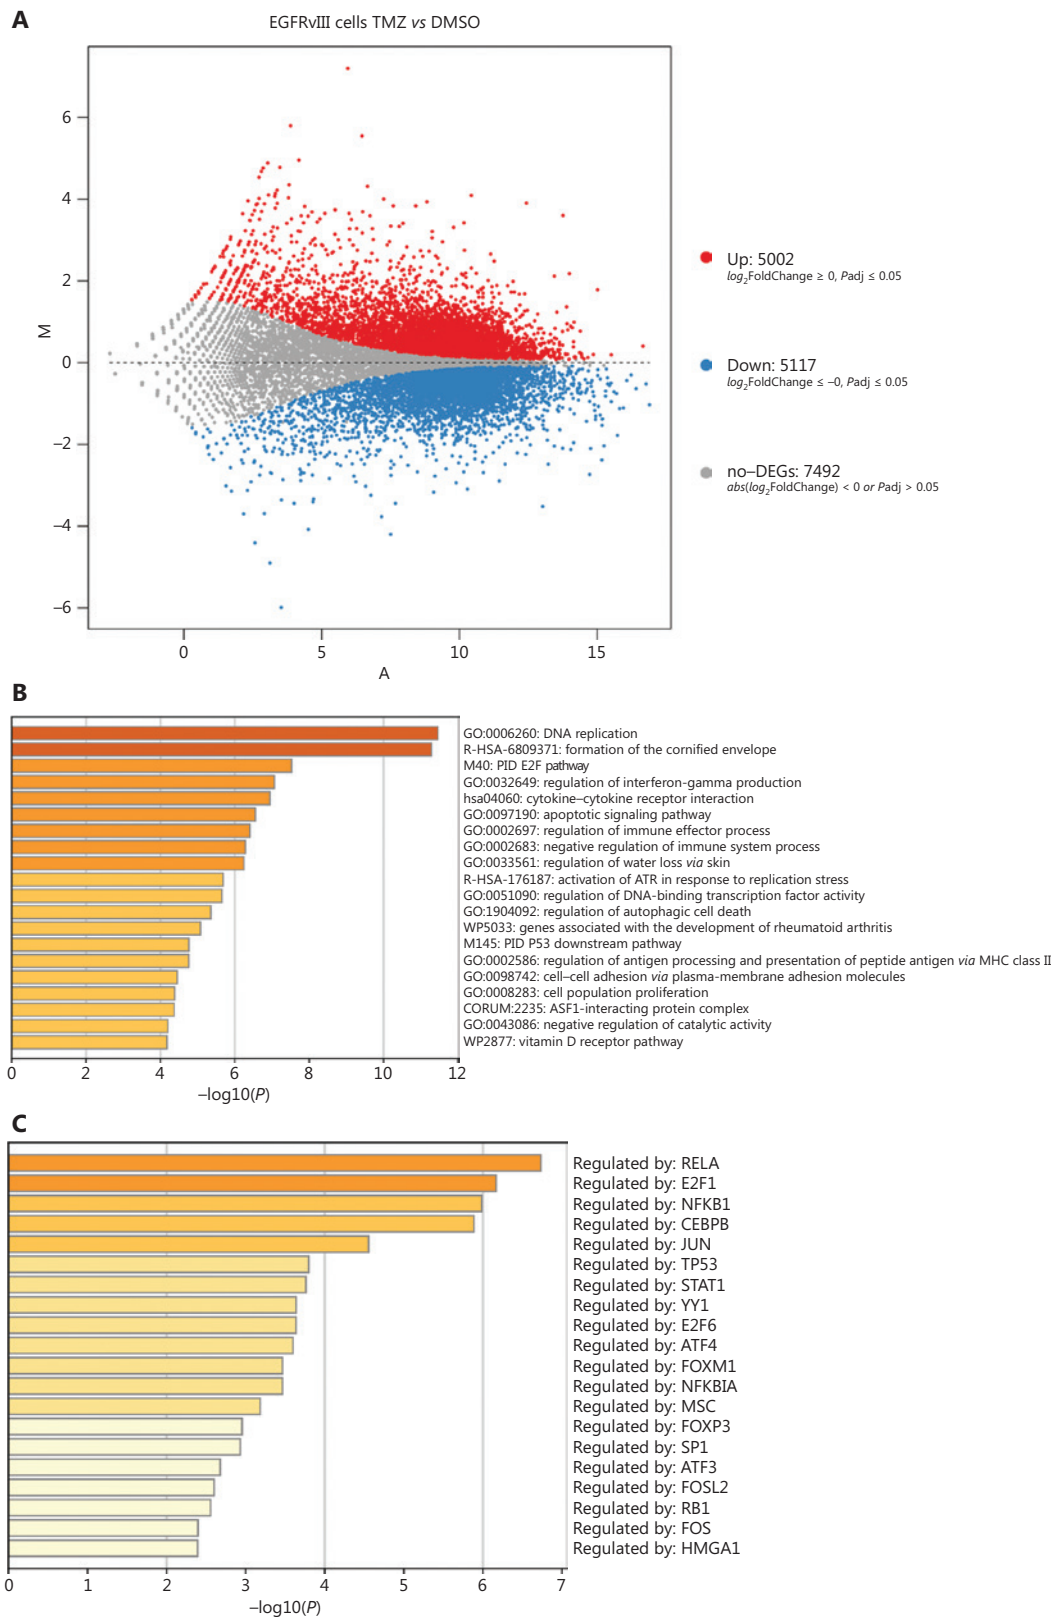 A
EGFRvIII cells TMZ vs DMSO
M
6
4
2
0
−2
−4
−6
0 5 10 15
A
Up: 5002
log2FoldChange ≥ 0, Padj ≤ 0.05
Down: 5117
log2FoldChange ≤ −0, Padj ≤ 0.05
no−DEGs: 7492
abs(log2FoldChange) < 0 or Padj > 0.05
B
GO:0006260: DNA replication
R-HSA-6809371: formation of the cornified envelope
M40: PID E2F pathway
GO:0032649: regulation of interferon-gamma production
hsa04060: cytokine–cytokine receptor interaction
GO:0097190: apoptotic signaling pathway
GO:0002697: regulation of immune effector process
GO:0002683: negative regulation of immune system process
GO:0033561: regulation of water loss via skin
R-HSA-176187: activation of ATR in response to replication stress
GO:0051090: regulation of DNA-binding transcription factor activity
GO:1904092: regulation of autophagic cell death
WP5033: genes associated with the development of rheumatoid arthritis
M145: PID P53 downstream pathway
GO:0002586: regulation of antigen processing and presentation of peptide antigen via MHC class II
GO:0098742: cell–cell adhesion via plasma-membrane adhesion molecules
GO:0008283: cell population proliferation
CORUM:2235: ASF1-interacting protein complex
GO:0043086: negative regulation of catalytic activity
WP2877: vitamin D receptor pathway
0 2 4 6 8 10 12
−log10(P)
C
Regulated by: RELA
Regulated by: E2F1
Regulated by: NFKB1
Regulated by: CEBPB
Regulated by: JUN
Regulated by: TP53
Regulated by: STAT1
Regulated by: YY1
Regulated by: E2F6
Regulated by: ATF4
Regulated by: FOXM1
Regulated by: NFKBIA
Regulated by: MSC
Regulated by: FOXP3
Regulated by: SP1
Regulated by: ATF3
Regulated by: FOSL2
Regulated by: RB1
Regulated by: FOS
Regulated by: HMGA1
0 1 2 3 4 5 6 7
−log10(P)